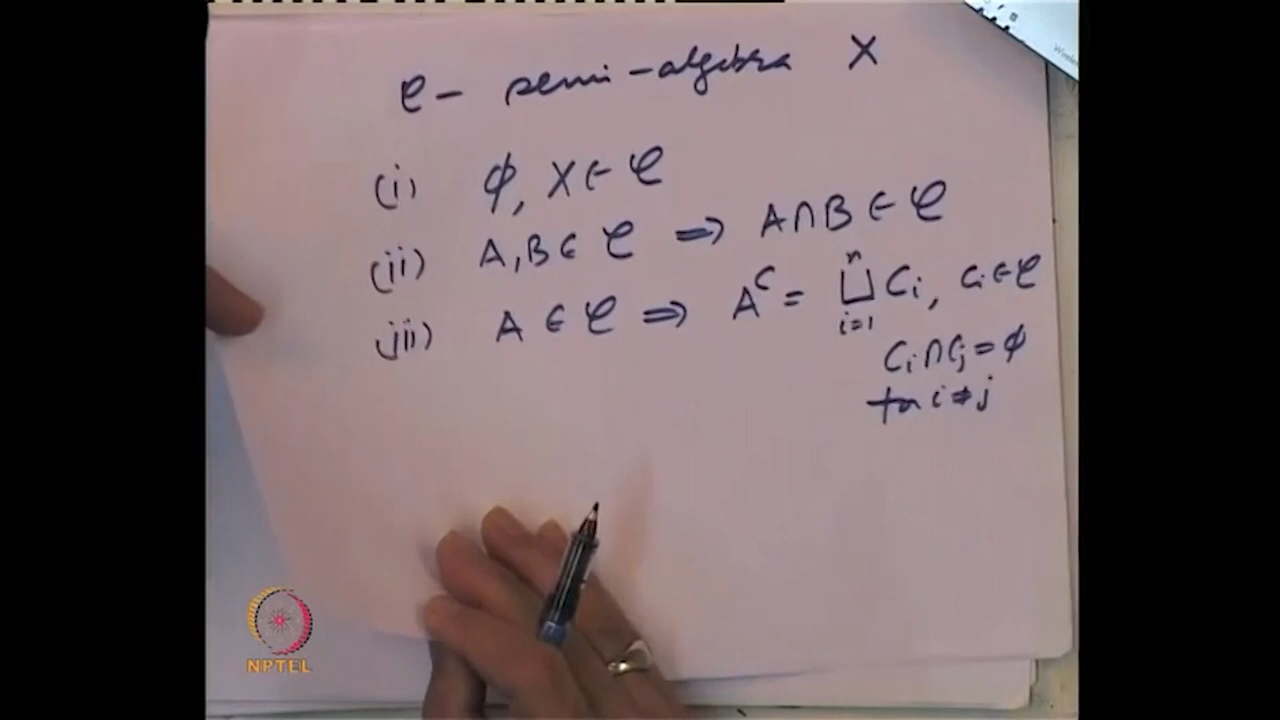 C – semi-algebra X
(i) ϕ, X ∈ C
(ii) A, B ∈ C ⇒ A ∩ B ∈ C
(iii) A ∈ C ⇒ A^C = ⊔_{i=1}^{n} C_i, C_i ∈ C
C_i ∩ C_j = ϕ
for i ≠ j
NPTEL